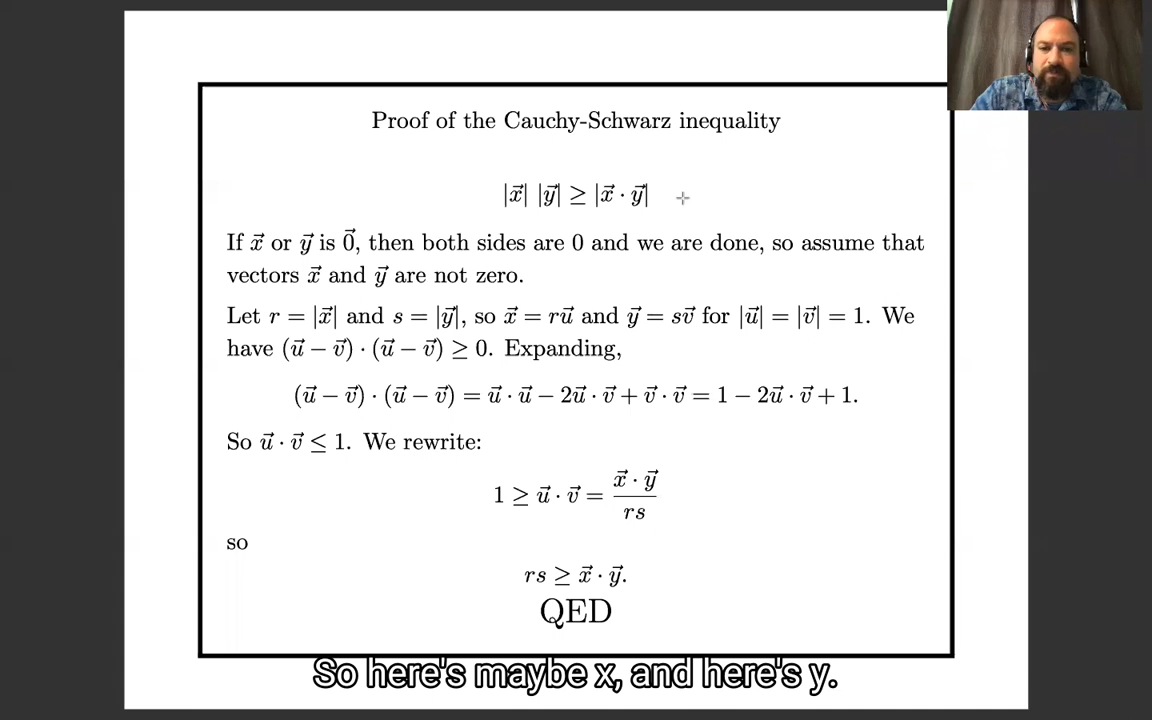 Proof of the Cauchy-Schwarz inequality
|x⃗| |y⃗| ≥ |x⃗ · y⃗|
If x⃗ or y⃗ is 0⃗, then both sides are 0 and we are done, so assume that
vectors x⃗ and y⃗ are not zero.
Let r = |x⃗| and s = |y⃗|, so x⃗ = ru⃗ and y⃗ = sv⃗ for |u⃗| = |v⃗| = 1. We
have (u⃗ − v⃗) · (u⃗ − v⃗) ≥ 0. Expanding,
(u⃗ − v⃗) · (u⃗ − v⃗) = u⃗ · u⃗ − 2u⃗ · v⃗ + v⃗ · v⃗ = 1 − 2u⃗ · v⃗ + 1.
So u⃗ · v⃗ ≤ 1. We rewrite:
1 ≥ u⃗ · v⃗ = x⃗ · y⃗ / rs
so
rs ≥ x⃗ · y⃗.
QED
So here's maybe x, and here's y.